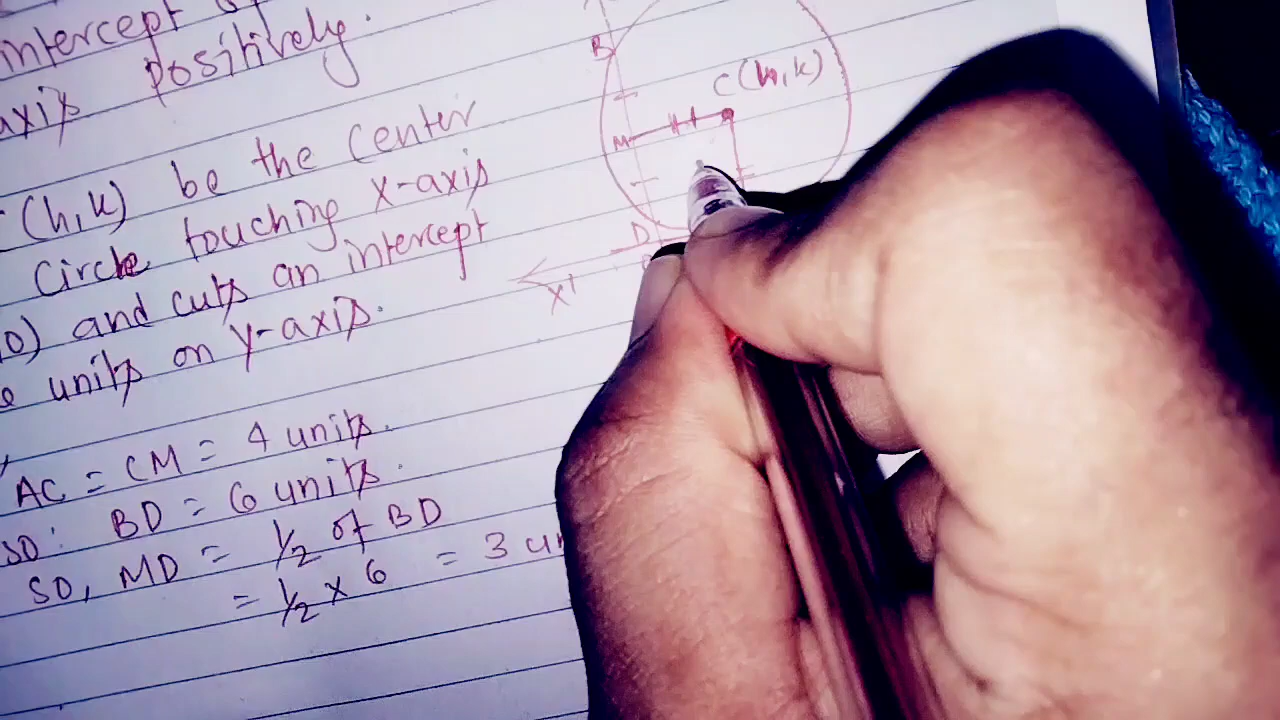 intercept
axis positively.
(h,k) be the center
Circle touching x-axis
0) and cuts an intercept
units on y-axis.
AC = CM = 4 units.
SO: BD = 6 units.
SO, MD = 1/2 of BD
= 1/2 x 6 = 3
B
C(h,k)
M
D
x'